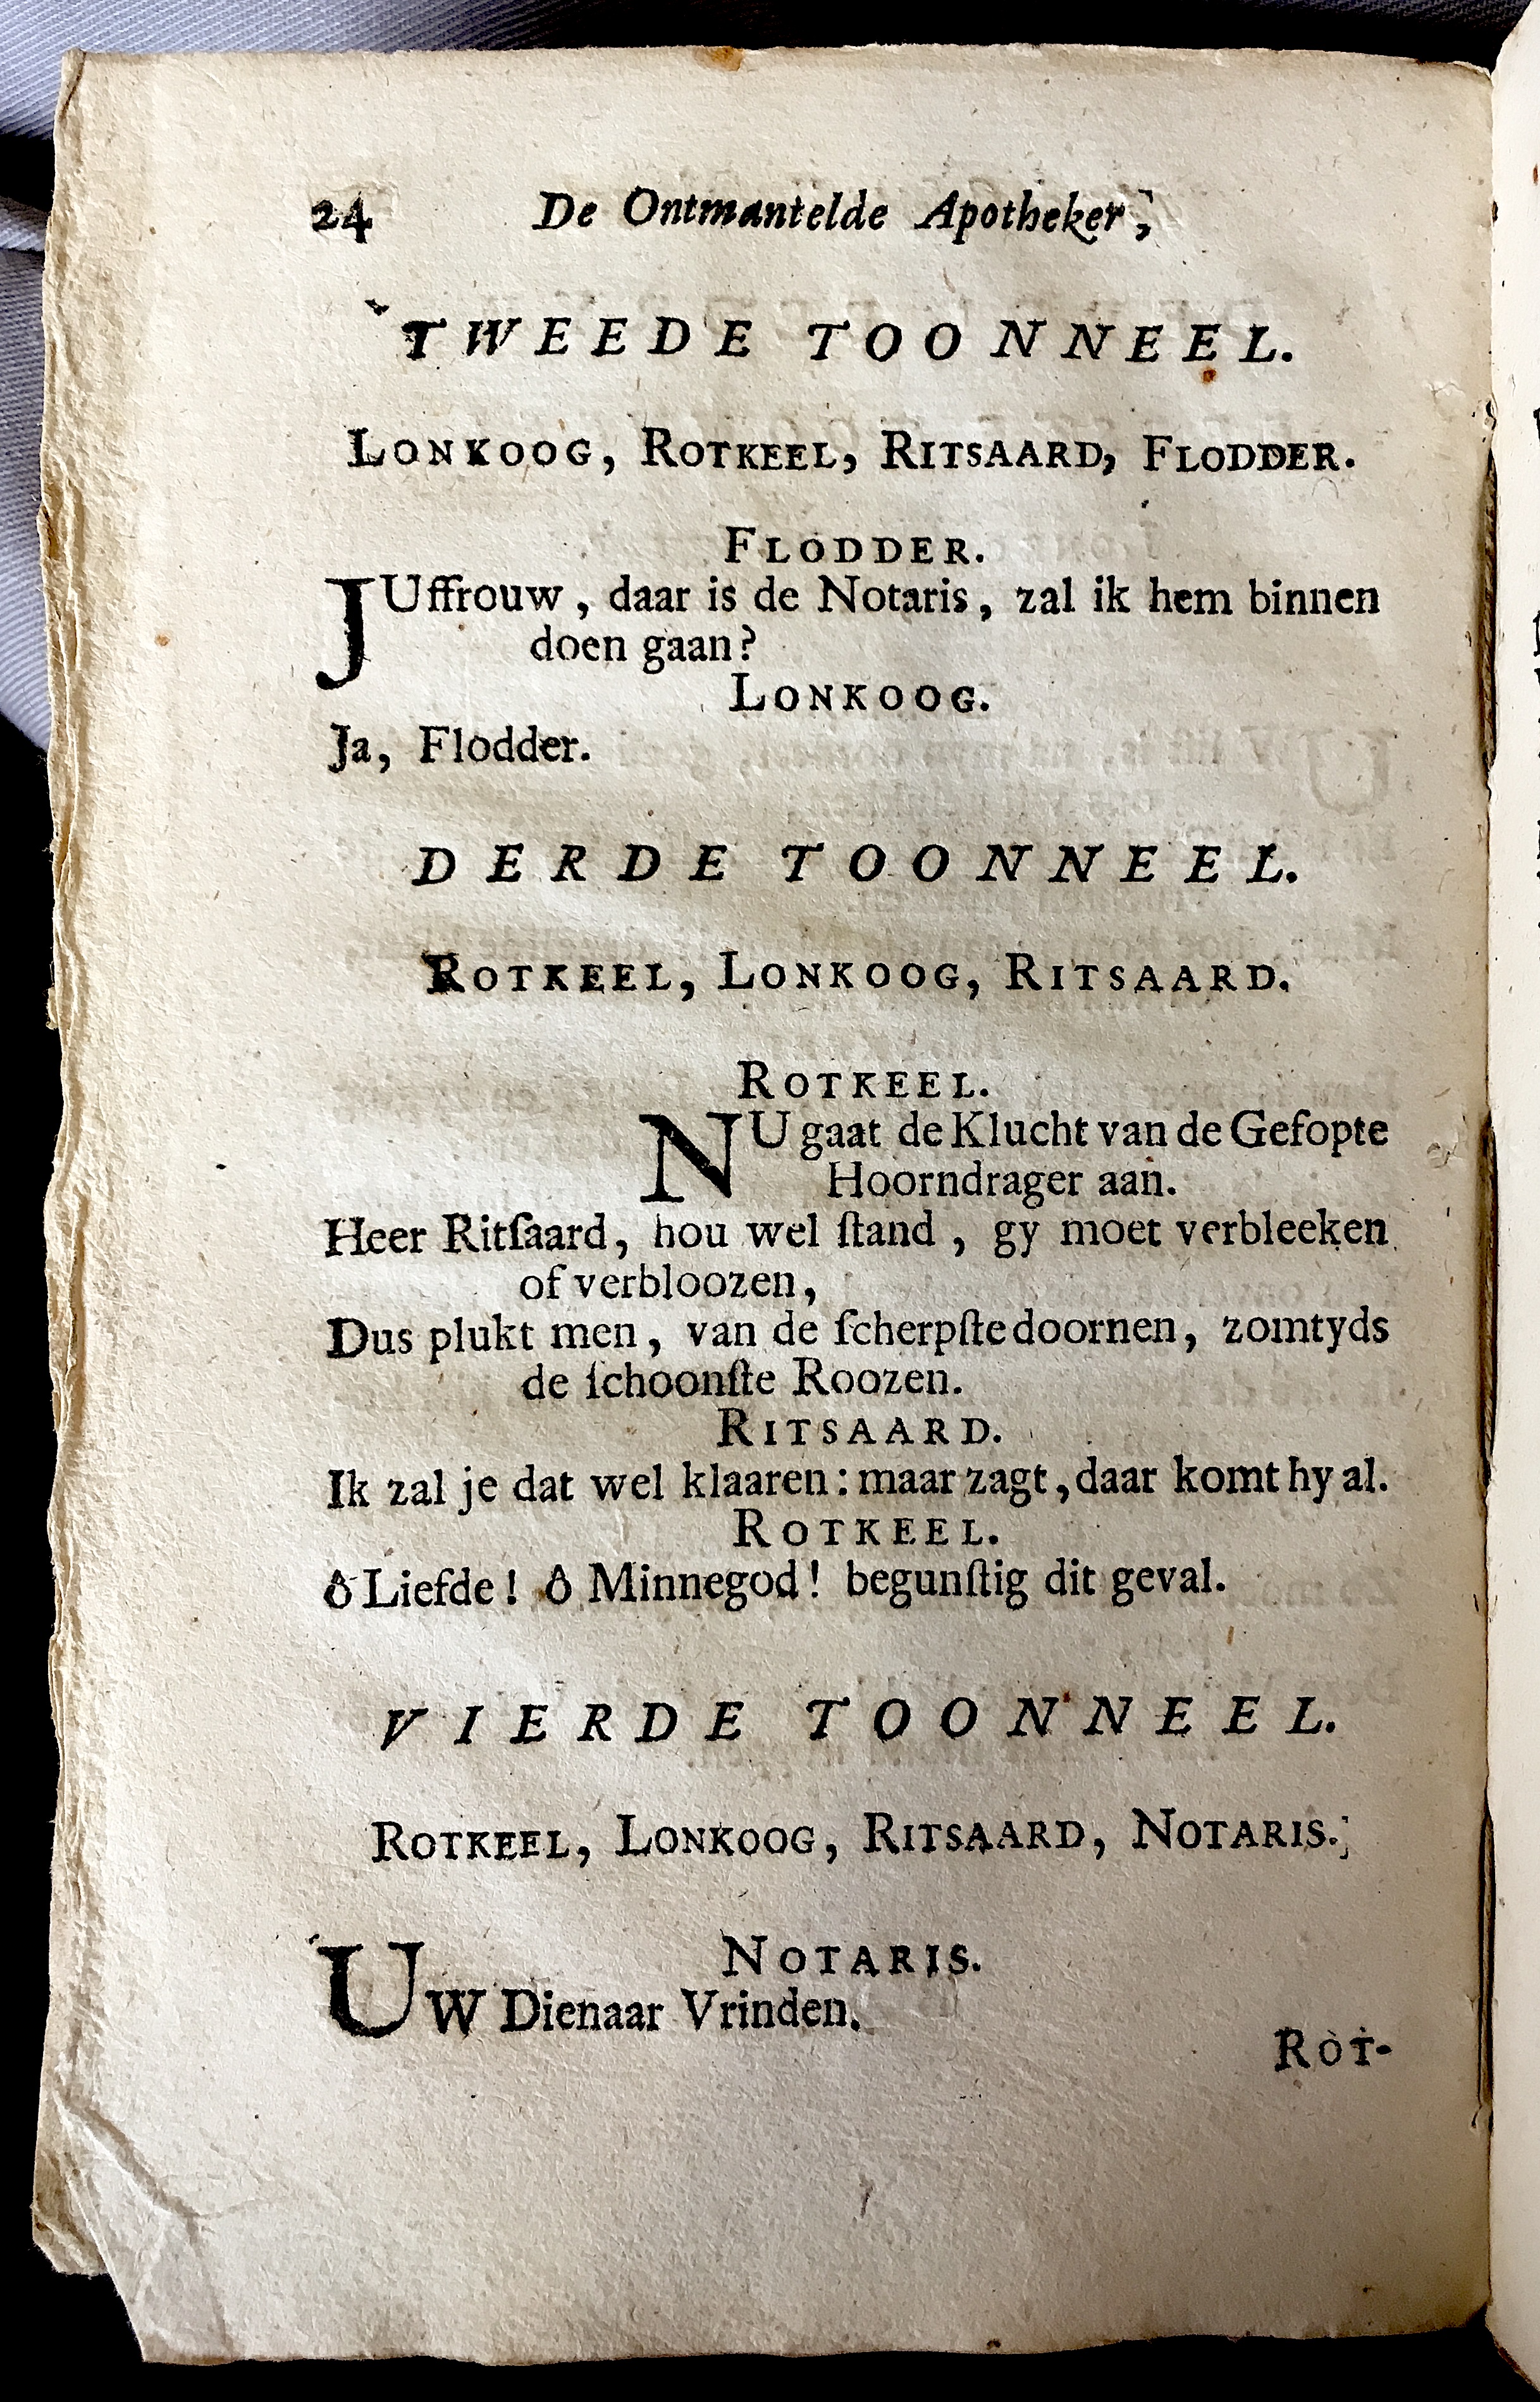 24 De Ontmantelde Apotheker,
TWEEDE TOONNEEL.
LONKOOG, ROTKEEL, RITSAARD, FLODDER.
FLODDER.
JUffrouw, daar is de Notaris, zal ik hem binnen
doen gaan?
LONKOOG.
Ja, Flodder.
DERDE TOONNEEL.
ROTKEEL, LONKOOG, RITSAARD.
ROTKEEL.
NU gaat de Klucht van de Gefopte
Hoorndrager aan.
Heer Ritſaard, hou wel ſtand, gy moet verbleeken
of verbloozen,
Dus plukt men, van de ſcherpſte doornen, zomtyds
de ſchoonſte Roozen.
RITSAARD.
Ik zal je dat wel klaaren: maar zagt, daar komt hy al.
ROTKEEL.
ô Liefde! ô Minnegod! begunſtig dit geval.
VIERDE TOONNEEL.
ROTKEEL, LONKOOG, RITSAARD, NOTARIS.
NOTARIS.
UW Dienaar Vrinden.
ROT-